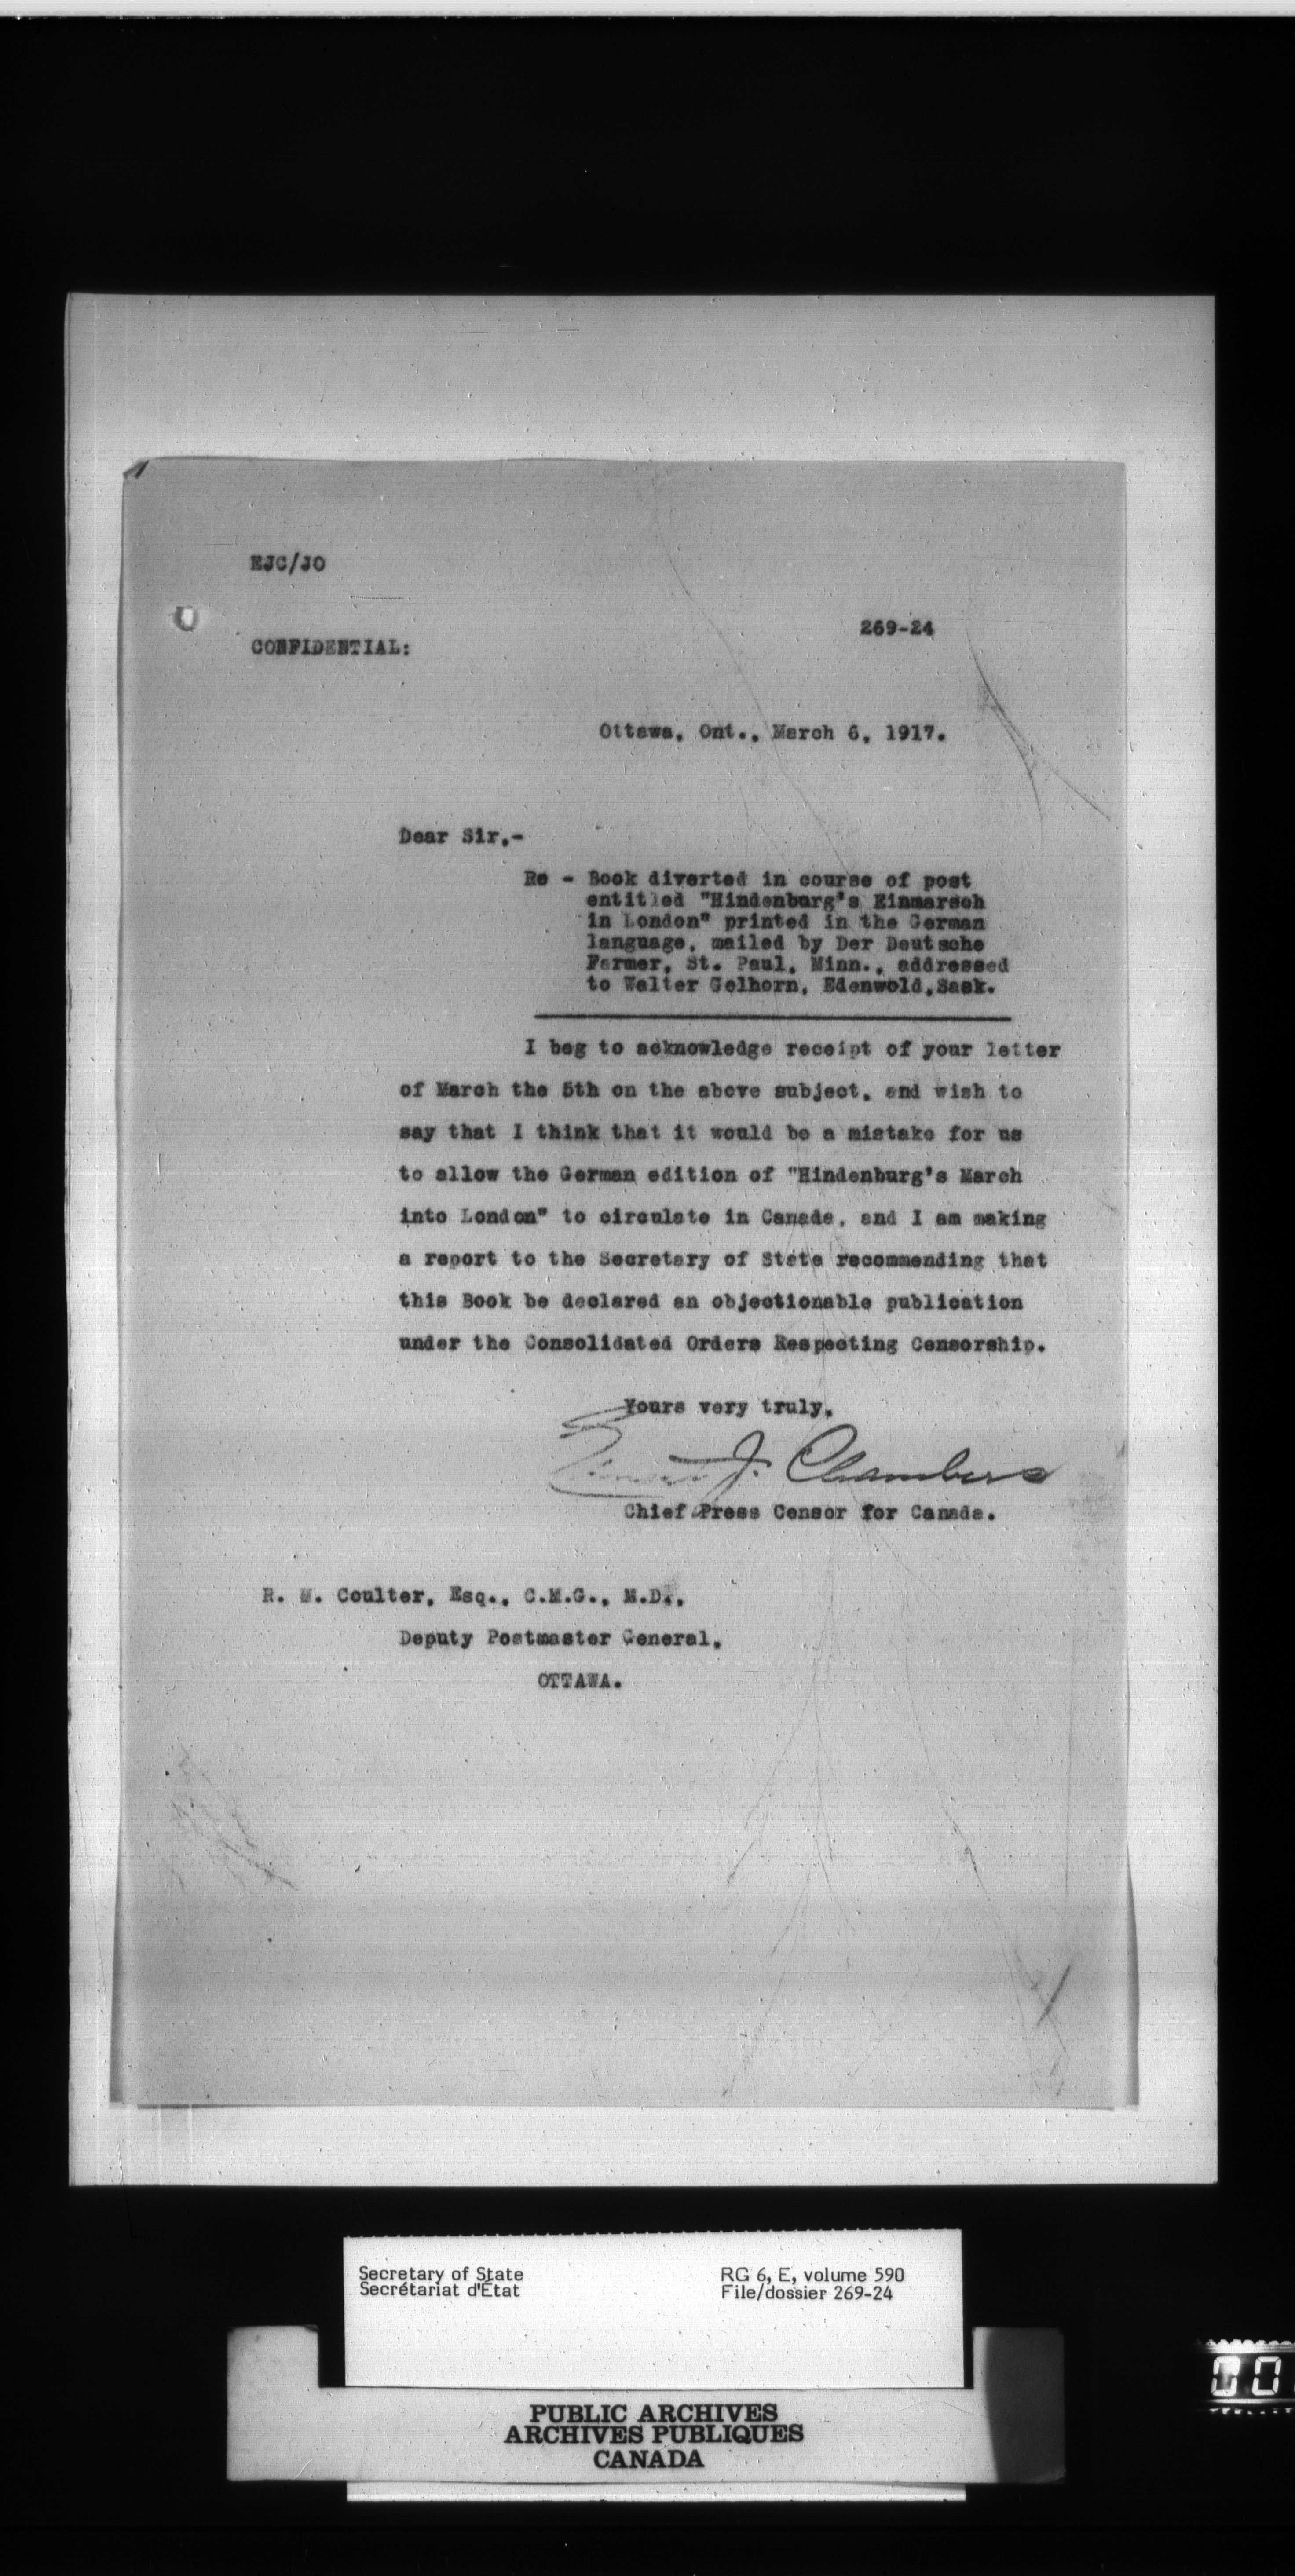 EJC/JO
269-24
CONFIDENTIAL:
Ottawa, Ont., March 6, 1917.
Dear Sir,-
Re - Book diverted in course of post
entitled "Hindenburg's Einmarsch
in London" printed in the German
language, mailed by Der Deutsche
Farmer, St. Paul, Minn., addressed
to Walter Gelhorn, Edenwold,Sask.
I beg to acknowledge receipt of your letter
of March the 5th on the above subject, and wish to
say that I think that it would be a mistake for us
to allow the German edition of "Hindenburg's March
into London" to circulate in Canada, and I am making
a report to the Secretary of State recommending that
this Book be declared an objectionable publication
under the Consolidated Orders Respecting Censorship.
Yours very truly,
Ernest J. Chambers
Chief Press Censor for Canada.
R. M. Coulter, Esq., C.M.G., M.D.,
Deputy Postmaster General,
OTTAWA.
Secretary of State
Secrétariat d'État
RG 6, E, volume 590
File/dossier 269-24
PUBLIC ARCHIVES
ARCHIVES PUBLIQUES
CANADA
00